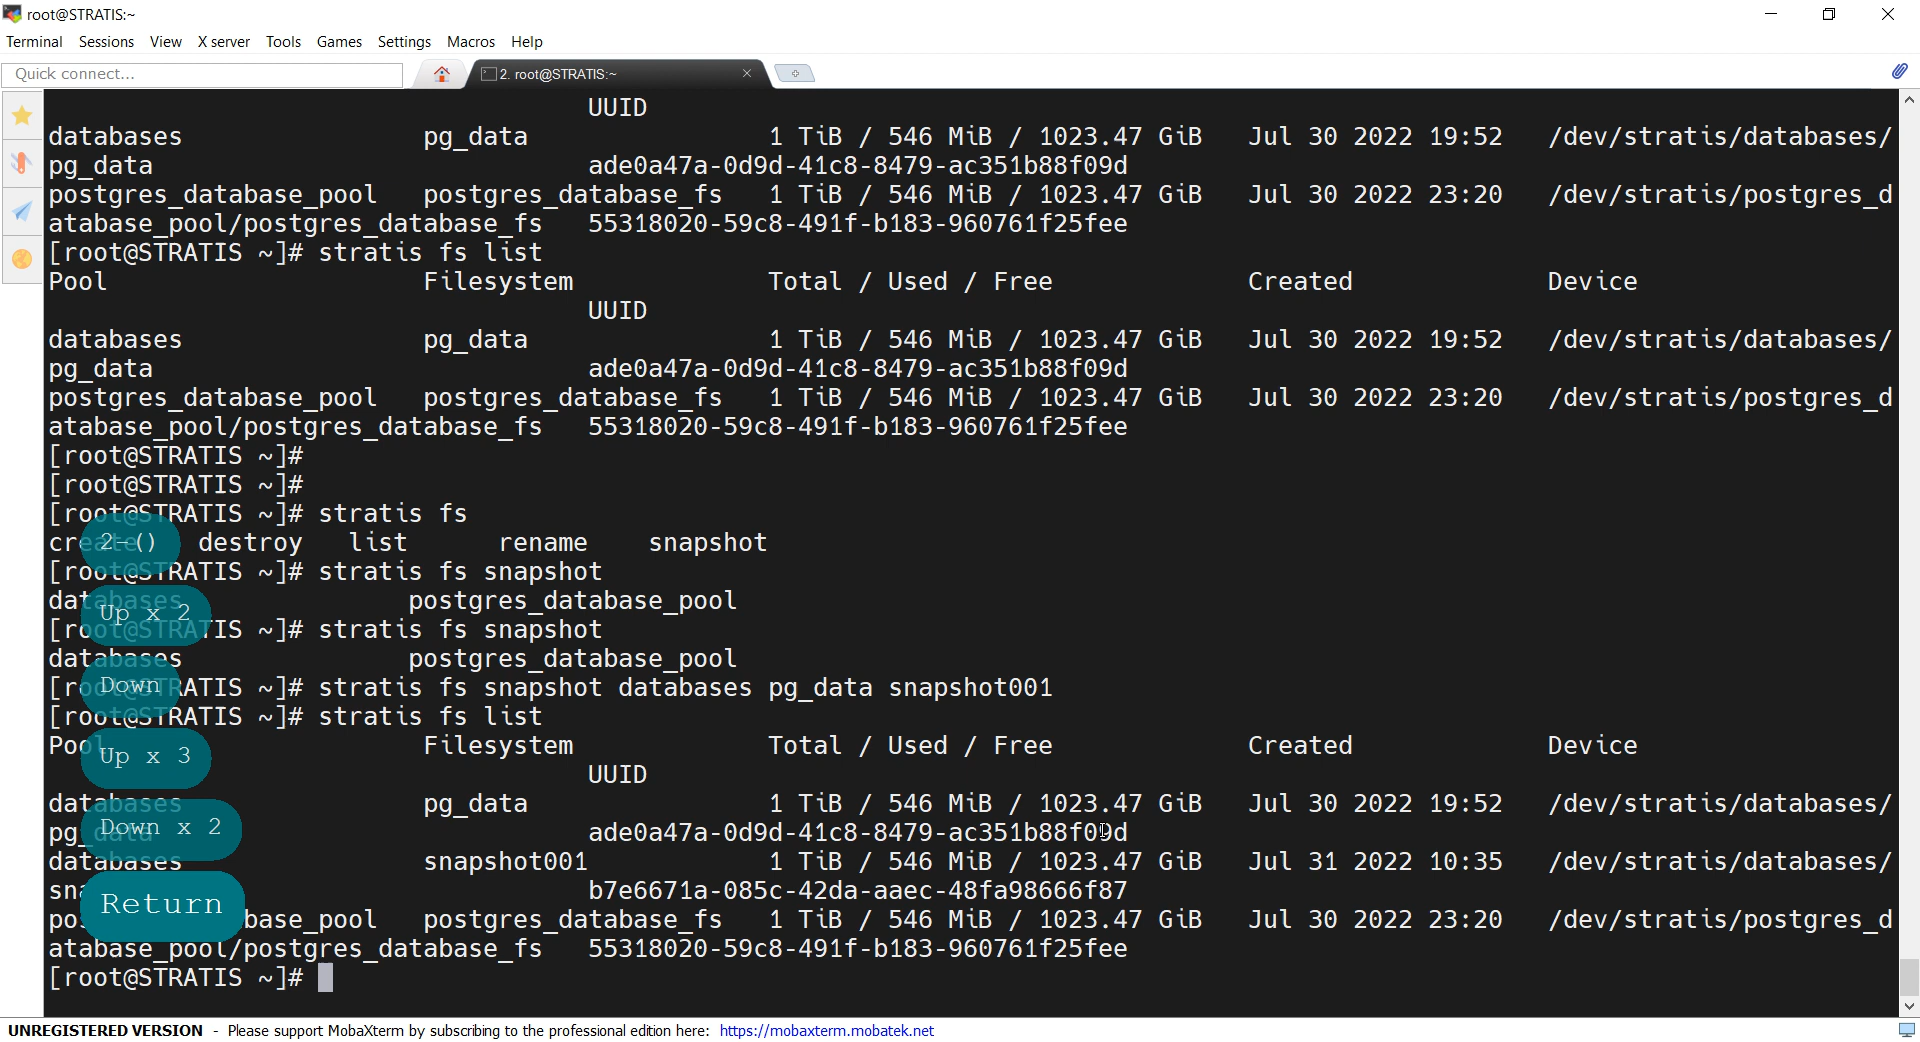 root@STRATIS:~
Terminal Sessions View X server Tools Games Settings Macros Help
Quick connect...
2. root@STRATIS:~
UUID
databases pg_data 1 TiB / 546 MiB / 1023.47 GiB Jul 30 2022 19:52 /dev/stratis/databases/
pg_data ade0a47a-0d9d-41c8-8479-ac351b88f09d
postgres_database_pool postgres_database_fs 1 TiB / 546 MiB / 1023.47 GiB Jul 30 2022 23:20 /dev/stratis/postgres_d
atabase_pool/postgres_database_fs 55318020-59c8-491f-b183-960761f25fee
[root@STRATIS ~]# stratis fs list
Pool Filesystem Total / Used / Free Created Device
UUID
databases pg_data 1 TiB / 546 MiB / 1023.47 GiB Jul 30 2022 19:52 /dev/stratis/databases/
pg_data ade0a47a-0d9d-41c8-8479-ac351b88f09d
postgres_database_pool postgres_database_fs 1 TiB / 546 MiB / 1023.47 GiB Jul 30 2022 23:20 /dev/stratis/postgres_d
atabase_pool/postgres_database_fs 55318020-59c8-491f-b183-960761f25fee
[root@STRATIS ~]#
[root@STRATIS ~]#
[root@STRATIS ~]# stratis fs
create destroy list rename snapshot
2-()
[root@STRATIS ~]# stratis fs snapshot
databases postgres_database_pool
Up x 2
[root@STRATIS ~]# stratis fs snapshot
databases postgres_database_pool
[root@STRATIS ~]# stratis fs snapshot databases pg_data snapshot001
Down
[root@STRATIS ~]# stratis fs list
Pool Filesystem Total / Used / Free Created Device
Up x 3
UUID
databases pg_data 1 TiB / 546 MiB / 1023.47 GiB Jul 30 2022 19:52 /dev/stratis/databases/
pg_data ade0a47a-0d9d-41c8-8479-ac351b88f09d
Down x 2
databases snapshot001 1 TiB / 546 MiB / 1023.47 GiB Jul 31 2022 10:35 /dev/stratis/databases/
b7e6671a-085c-42da-aaec-48fa98666f87
Return
postgres_database_fs 1 TiB / 546 MiB / 1023.47 GiB Jul 30 2022 23:20 /dev/stratis/postgres_d
atabase_pool/postgres_database_fs 55318020-59c8-491f-b183-960761f25fee
[root@STRATIS ~]#
UNREGISTERED VERSION - Please support MobaXterm by subscribing to the professional edition here: https://mobaxterm.mobatek.net